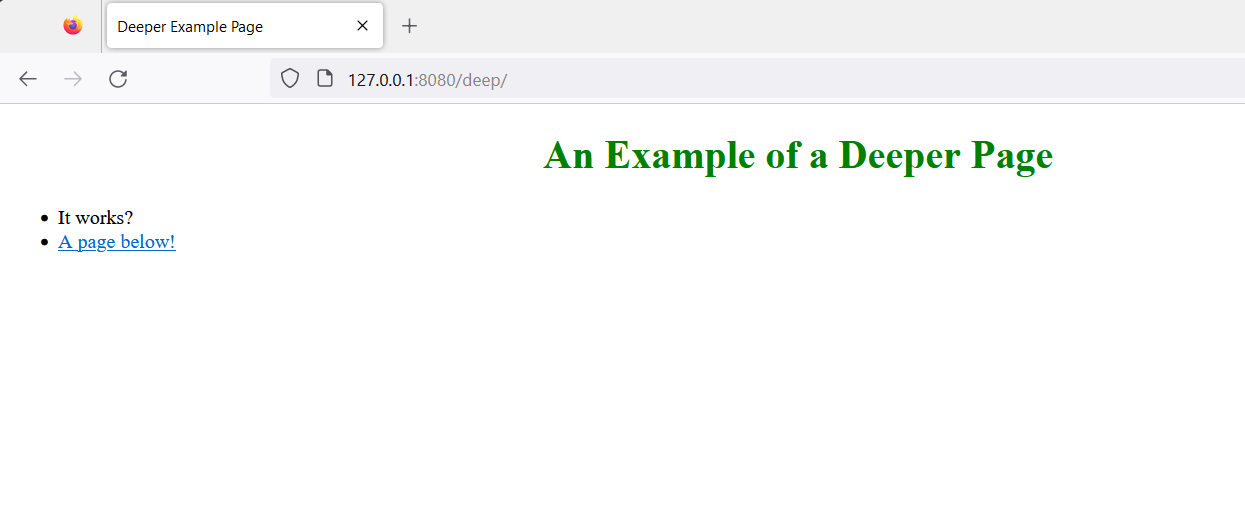 Deeper Example Page
127.0.0.1:8080/deep/
An Example of a Deeper Page
It works?
A page below!